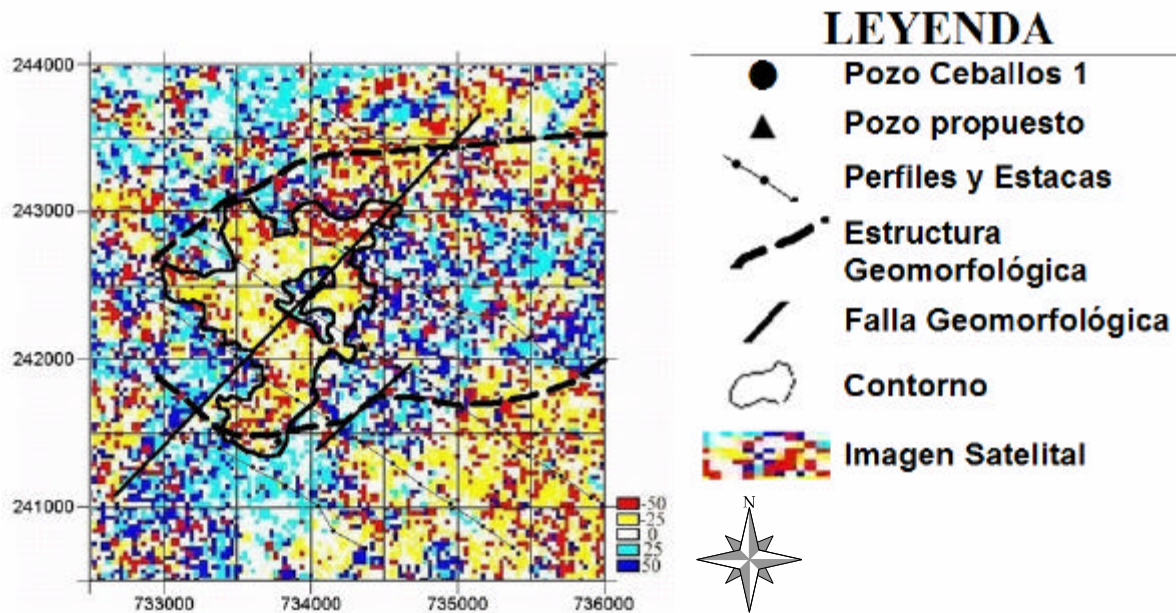 LEYENDA
Pozo Ceballos 1
Pozo propuesto
Perfiles y Estacas
Estructura
Geomorfológica
Falla Geomorfológica
Contorno
Imagen Satelital
N
244000
243000
242000
241000
733000
734000
735000
736000
-50
-25
0
25
50